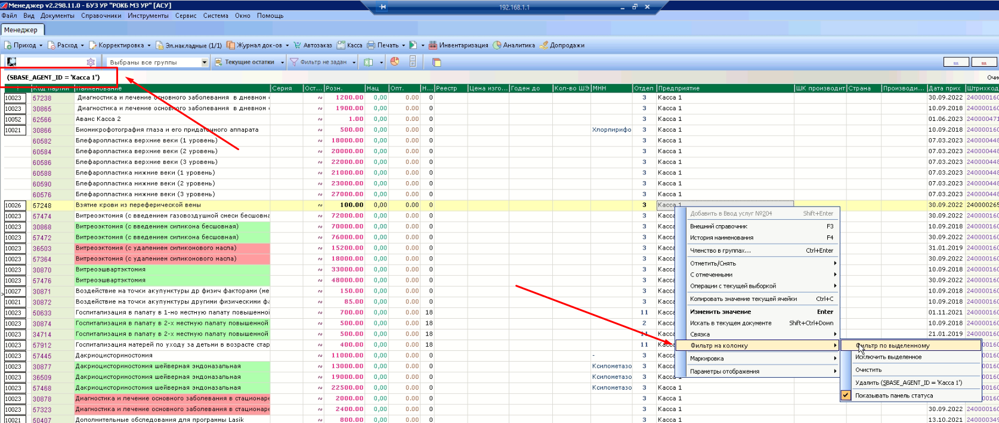 Менеджер v2.298.11.0 - БУЗ УР "РОКБ МЗ УР" [АСУ]
192.168.1.1
Файл Вид Документы Справочники Инструменты Сервис Система Окно Помощь
Менеджер
Приход Расход Корректировка Эл.накладные (1/1) Журнал док-ов Автозаказ Касса Печать Инвентаризация Аналитика Допродажи
Выбраны все группы Текущие остатки Фильтр не задан ... ...
(SBASE_AGENT_ID = 'Касса 1')
Код партии Наименование Серия Ост... Розн. Нац Опт. Н... Реестр Цена изго... Годен до Кол-во ШЭ МНН Отдел Предприятие ШК производит Страна Производи... Дата прих Штрихкод
10023 57238 Диагностика и лечение основного заболевания в дневном ~ 1200.00 0,00 0.00 0 3 Касса 1 30.09.2022 240000160
10023 30865 Диагностика и лечение основного заболевания в дневном ~ 1900.00 0,00 0.00 0 3 Касса 1 10.09.2018 240000160
10052 62566 Аванс Касса 2 ~ 1.00 0,00 0.00 0 3 Касса 1 01.06.2023 240000471
10021 30866 Биомикрофотография глаза и его придаточного аппарата ~ 500.00 0,00 0.00 0 Хлорпирифо 3 Касса 1 10.09.2018 240000160
60582 Блефаропластика верхние веки (1 уровень) ~ 18000.00 0,00 0.00 0 3 Касса 1 07.03.2023 240000448
60584 Блефаропластика верхние веки (2 уровень) ~ 20000.00 0,00 0.00 0 3 Касса 1 07.03.2023 240000448
60586 Блефаропластика верхние веки (3 уровень) ~ 22000.00 0,00 0.00 0 3 Касса 1 07.03.2023 240000448
60588 Блефаропластика нижние веки (1 уровень) ~ 21000.00 0,00 0.00 0 3 Касса 1 07.03.2023 240000448
60590 Блефаропластика нижние веки (2 уровень) ~ 23000.00 0,00 0.00 0 3 Касса 1 07.03.2023 240000448
60576 Блефаропластика нижние веки (3 уровень) ~ 27000.00 0,00 0.00 0 3 Касса 1 07.03.2023 240000448
10026 57248 Взятие крови из переферической вены ~ 100.00 0,00 0.00 0 3 Касса 1 30.09.2022 240000265
10023 57474 Витреоэктомия (с введением газовоздушной смеси бесшовна ~ 72000.00 0,00 0.00 0 3 Касса 30.09.2022 240000160
10023 30868 Витреоэктомия (с введением силикона бесшовная) ~ 70000.00 0,00 0.00 0 3 Касса 10.09.2018 240000160
10023 57472 Витреоэктомия (с введением силикона бесшовная) ~ 76000.00 0,00 0.00 0 3 Касса 30.09.2022 240000160
10023 36503 Витреоэктомия (с удалением силиконового масла) ~ 15200.00 0,00 0.00 0 3 Касса 31.01.2019 240000160
10023 57364 Витреоэктомия (с удалением силиконового масла) ~ 18000.00 0,00 0.00 0 3 Касса 30.09.2022 240000160
10023 30870 Витреоэшвартэктомия ~ 33000.00 0,00 0.00 0 3 Касса 10.09.2018 240000160
10023 57476 Витреоэшвартэктомия ~ 48000.00 0,00 0.00 0 3 Касса 30.09.2022 240000160
10027 30871 Воздействие на точки акупунктуры др физич факторами (ме ~ 150.00 0,00 0.00 0 3 Касса 10.09.2018 240000160
10021 30872 Воздействие на точки акупунктуры другими физическими фа ~ 85.00 0,00 0.00 0 3 Касса 10.09.2018 240000160
10023 50633 Госпитализация в палату в 1-но местную палату повышенной ~ 700.00 0,00 0.00 18 11 Касса 01.11.2021 240000160
10023 30874 Госпитализация в палату в 2-х местную палату повышенной ~ 500.00 0,00 0.00 18 2 Касса 10.09.2018 240000160
10023 34714 Госпитализация в палату в 2-х местную палату повышенной ~ 500.00 0,00 0.00 18 11 Касса 21.01.2019 240000160
10023 57912 Госпитализация матерей по уходу за детьми в возрасте стар ~ 400.00 0,00 0.00 18 11 Касса
10023 57445 Дакриоцисториностомия ~ 11000.00 0,00 0.00 0 - 3 Касса
10023 30877 Дакриоцисториностомия шейверная эндоназальная ~ 13000.00 0,00 0.00 0 Ксилометазо 3 Касса
10023 36509 Дакриоцисториностомия шейверная эндоназальная ~ 19000.00 0,00 0.00 0 Ксилометазо 3 Касса
10023 57468 Дакриоцисториностомия шейверная эндоназальная ~ 22500.00 0,00 0.00 0 Ксилометазо 3 Касса 1
10023 30878 Диагностика и лечение основного заболевания в стационаре ~ 2000.00 0,00 0.00 0 3 Касса 1
10023 57323 Диагностика и лечение основного заболевания в стационаре ~ 2400.00 0,00 0.00 0 3 Касса 1 30.09.2022 240000160
10021 50407 Дополнительные обследования для программы Lasik ~ 800.00 0,00 0.00 0 3 Касса 1 13.10.2021 240000349
Добавить в Ввод услуг №204 Shift+Enter
Внешний справочник F3
История наименования F4
Членство в группах... Ctrl+Enter
Отметить/Снять
С отмеченными
Операции с текущей выборкой
Копировать значение текущей ячейки Ctrl+C
Изменить значение Enter
Искать в текущем документе Shift+Ctrl+Down
Связка
Фильтр на колонку
Маркировка
Параметры отображения
Фильтр по выделенному
Исключить выделенное
Очистить
Удалить (SBASE_AGENT_ID = 'Касса 1')
Показывать панель статуса